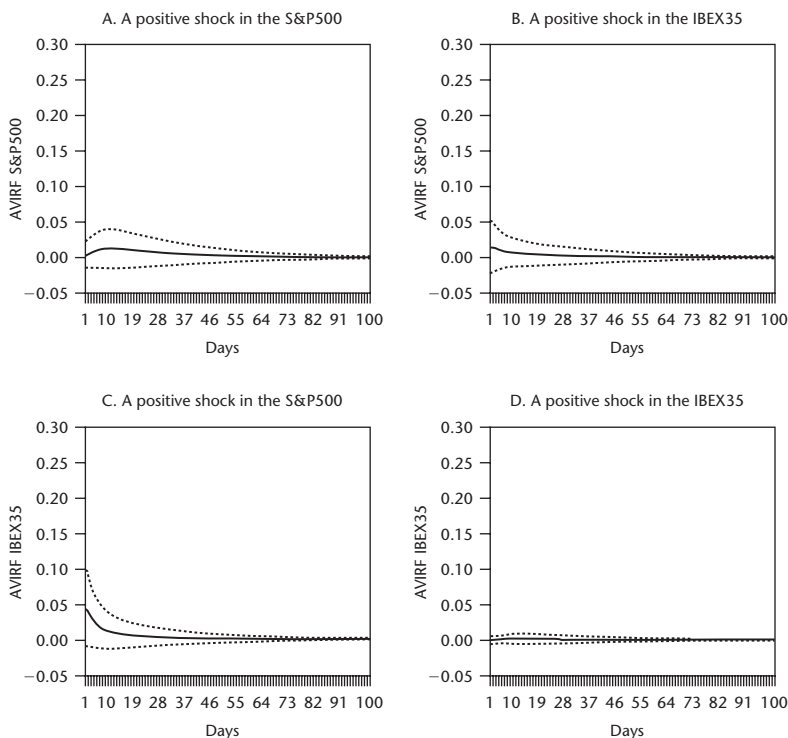 A. A positive shock in the S&P500
0.30
0.25
0.20
0.15
0.10
0.05
0.00
−0.05
AVIRF S&P500
1 10 19 28 37 46 55 64 73 82 91 100
Days
B. A positive shock in the IBEX35
0.30
0.25
0.20
0.15
0.10
0.05
0.00
−0.05
AVIRF S&P500
1 10 19 28 37 46 55 64 73 82 91 100
Days
C. A positive shock in the S&P500
0.30
0.25
0.20
0.15
0.10
0.05
0.00
−0.05
AVIRF IBEX35
1 10 19 28 37 46 55 64 73 82 91 100
Days
D. A positive shock in the IBEX35
0.30
0.25
0.20
0.15
0.10
0.05
0.00
−0.05
AVIRF IBEX35
1 10 19 28 37 46 55 64 73 82 91 100
Days